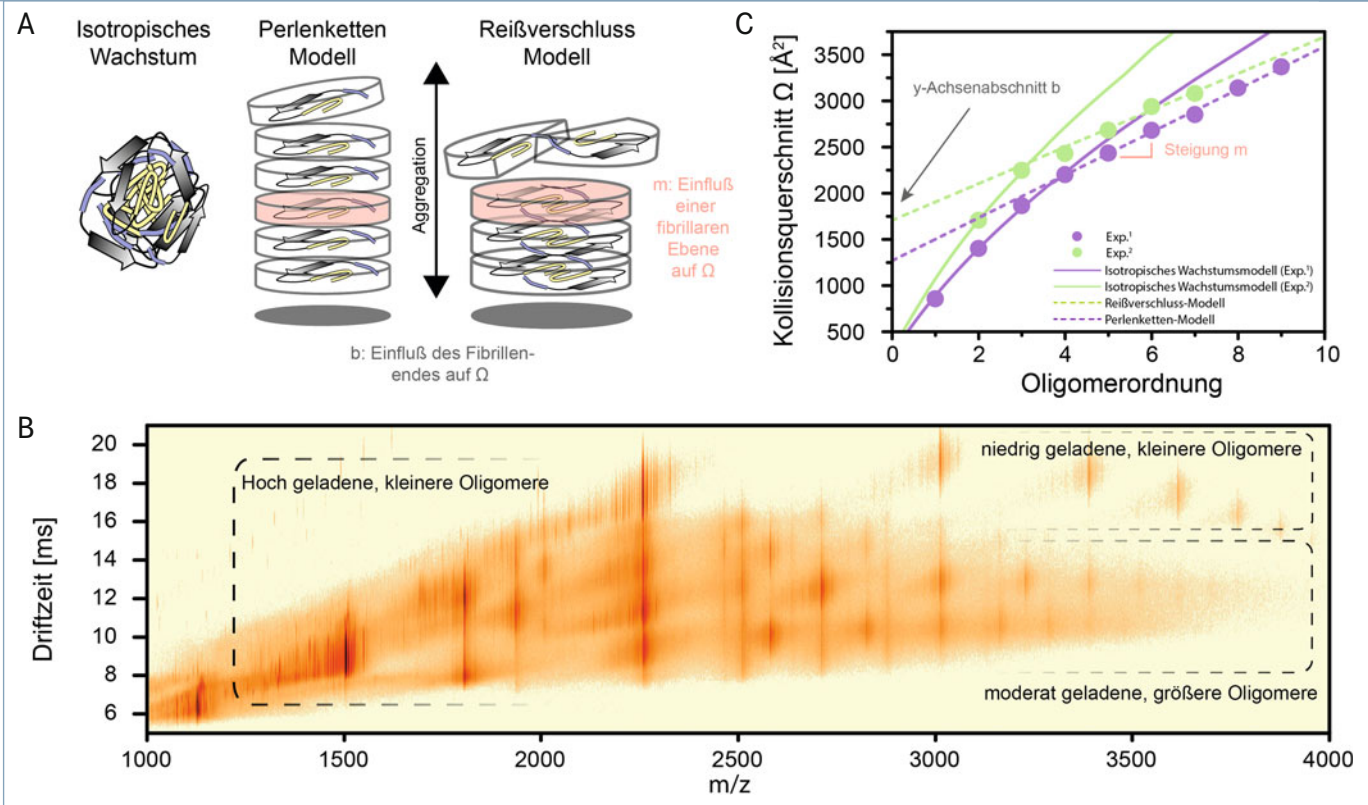 A
Isotropisches
Wachstum
Perlenketten
Modell
Reißverschluss
Modell
Aggregation
m: Einfluß
einer
fibrillaren
Ebene
auf Ω
b: Einfluß des Fibrillen-
endes auf Ω
C
Kollisionsquerschnitt Ω [Å²]
3500
3000
2500
2000
1500
1000
500
y-Achsenabschnitt b
Steigung m
Exp.¹
Exp.²
Isotropisches Wachstumsmodell (Exp.¹)
Isotropisches Wachstumsmodell (Exp.²)
Reißverschluss-Modell
Perlenketten-Modell
0 2 4 6 8 10
Oligomerordnung
B
Driftzeit [ms]
20
18
16
14
12
10
8
6
Hoch geladene, kleinere Oligomere
niedrig geladene, kleinere Oligomere
moderat geladene, größere Oligomere
1000 1500 2000 2500 3000 3500 4000
m/z